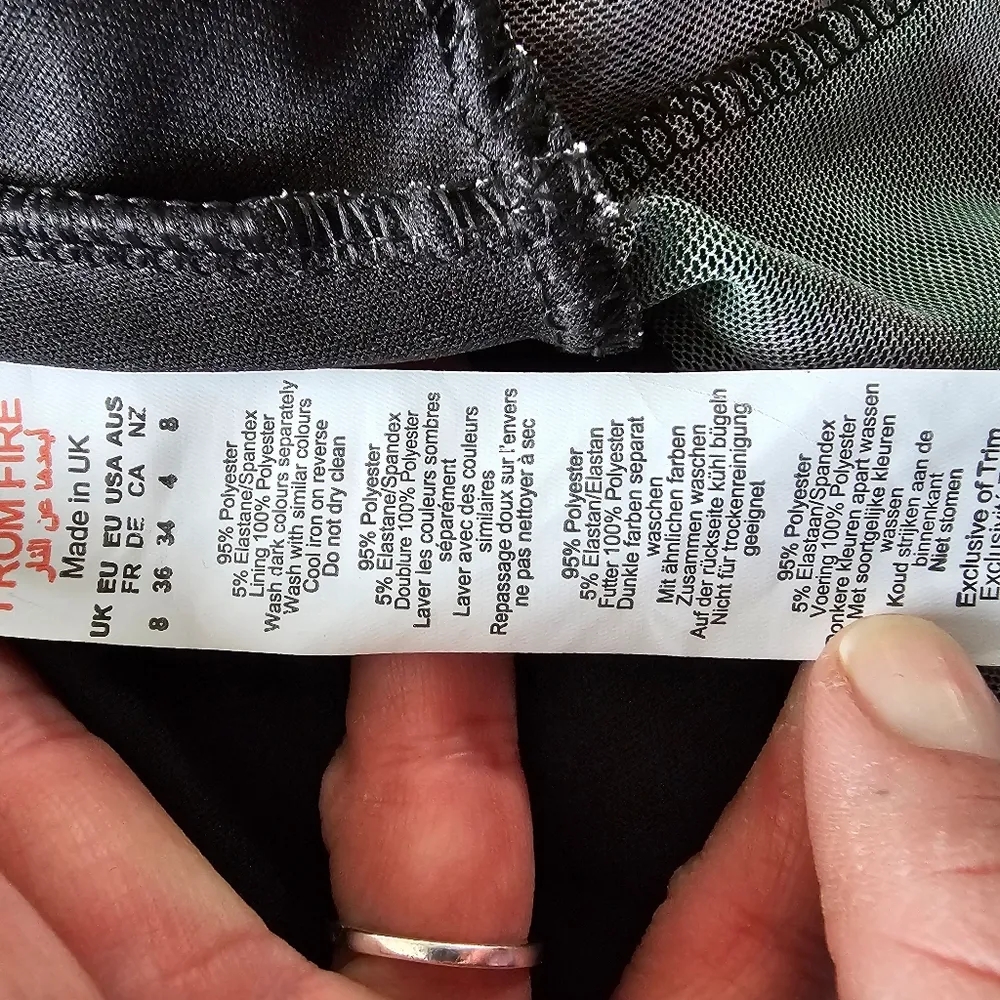 FROM FIRE
ليعدها عن النار
Made in UK
UK EU EU USA AUS
FR DE CA NZ
8 36 34 4 8
95% Polyester
5% Elastane/Spandex
Lining 100% Polyester
Wash dark colours separately
Wash with similar colours
Cool iron on reverse
Do not dry clean
95% Polyester
5% Elastane/Spandex
Doublure 100% Polyester
Laver les couleurs sombres
séparément
Laver avec des couleurs
similaires
Repassage doux sur l'envers
ne pas nettoyer à sec
95% Polyester
5% Elastan/Elastan
Futter 100% Polyester
Dunkle farben separat
waschen
Mit ähnlichen farben
Zusammen waschen
Auf der rückseite kühl bügeln
Nicht für trockenreinigung
geeignet
95% Polyester
5% Elastaan/Spandex
Voering 100% Polyester
Donkere kleuren apart wassen
Met soortgelijke kleuren
wassen
Koud strijken aan de
binnenkant
Niet stomen
Exclusive of Trim